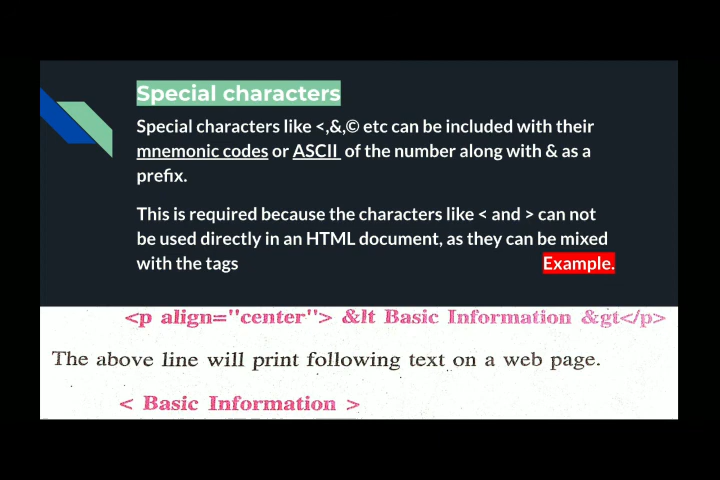 Special characters
Special characters like <,&,© etc can be included with their
mnemonic codes or ASCII of the number along with & as a
prefix.
This is required because the characters like < and > can not
be used directly in an HTML document, as they can be mixed
with the tags
Example.
<p align="center"> &lt Basic Information &gt</p>
The above line will print following text on a web page.
< Basic Information >